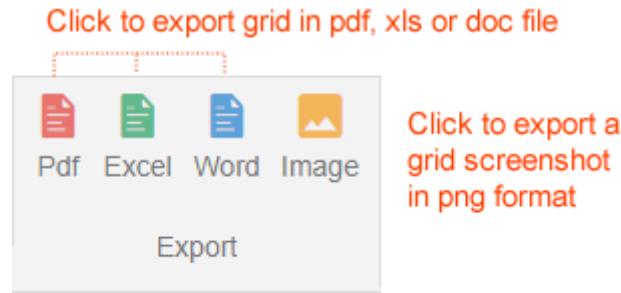 Click to export grid in pdf, xls or doc file
Pdf Excel Word Image
Export
Click to export a
grid screenshot
in png format